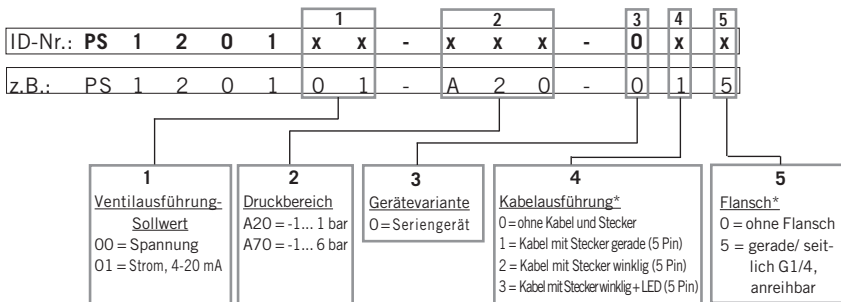 1 2 3 4 5
ID-Nr.: PS 1 2 0 1 x x - x x x - 0 x x
z.B.: PS 1 2 0 1 0 1 - A 2 0 - 0 1 5
1
Ventilausführung-
Sollwert
00 = Spannung
01 = Strom, 4-20 mA
2
Druckbereich
A20 = -1... 1 bar
A70 = -1... 6 bar
3
Gerätevariante
0=Seriengerät
4
Kabelausführung*
0=ohne Kabel und Stecker
1 = Kabel mit Stecker gerade (5 Pin)
2 = Kabel mit Stecker winklig (5 Pin)
3 = Kabel mit Stecker winklig + LED (5 Pin)
5
Flansch*
0 = ohne Flansch
5 = gerade/ seit-
lich G1/4,
anreihbar